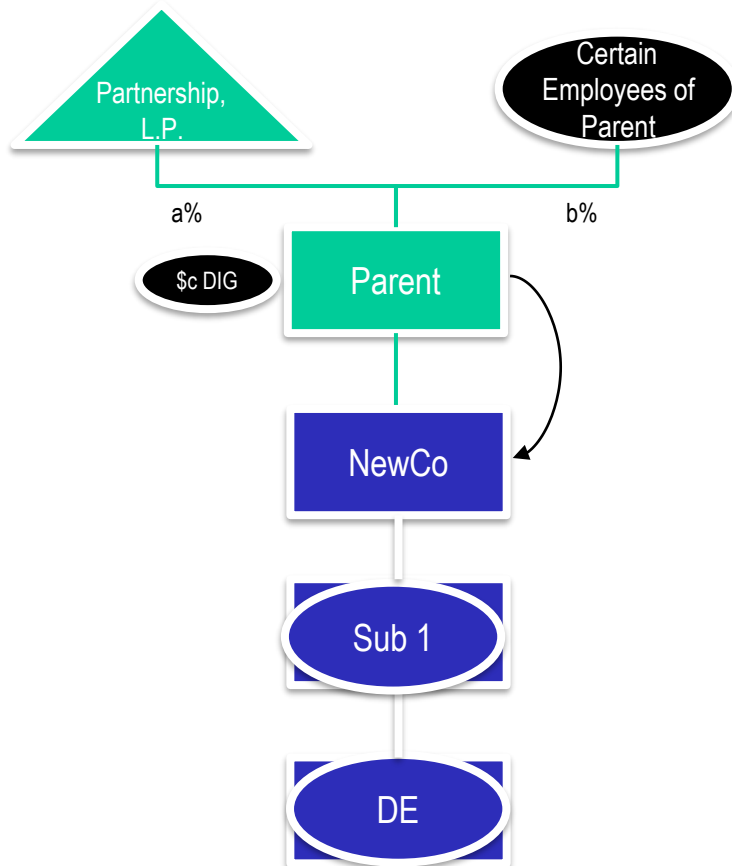 Partnership,
L.P.
Certain
Employees of
Parent
a%
b%
$c DIG
Parent
NewCo
Sub 1
DE